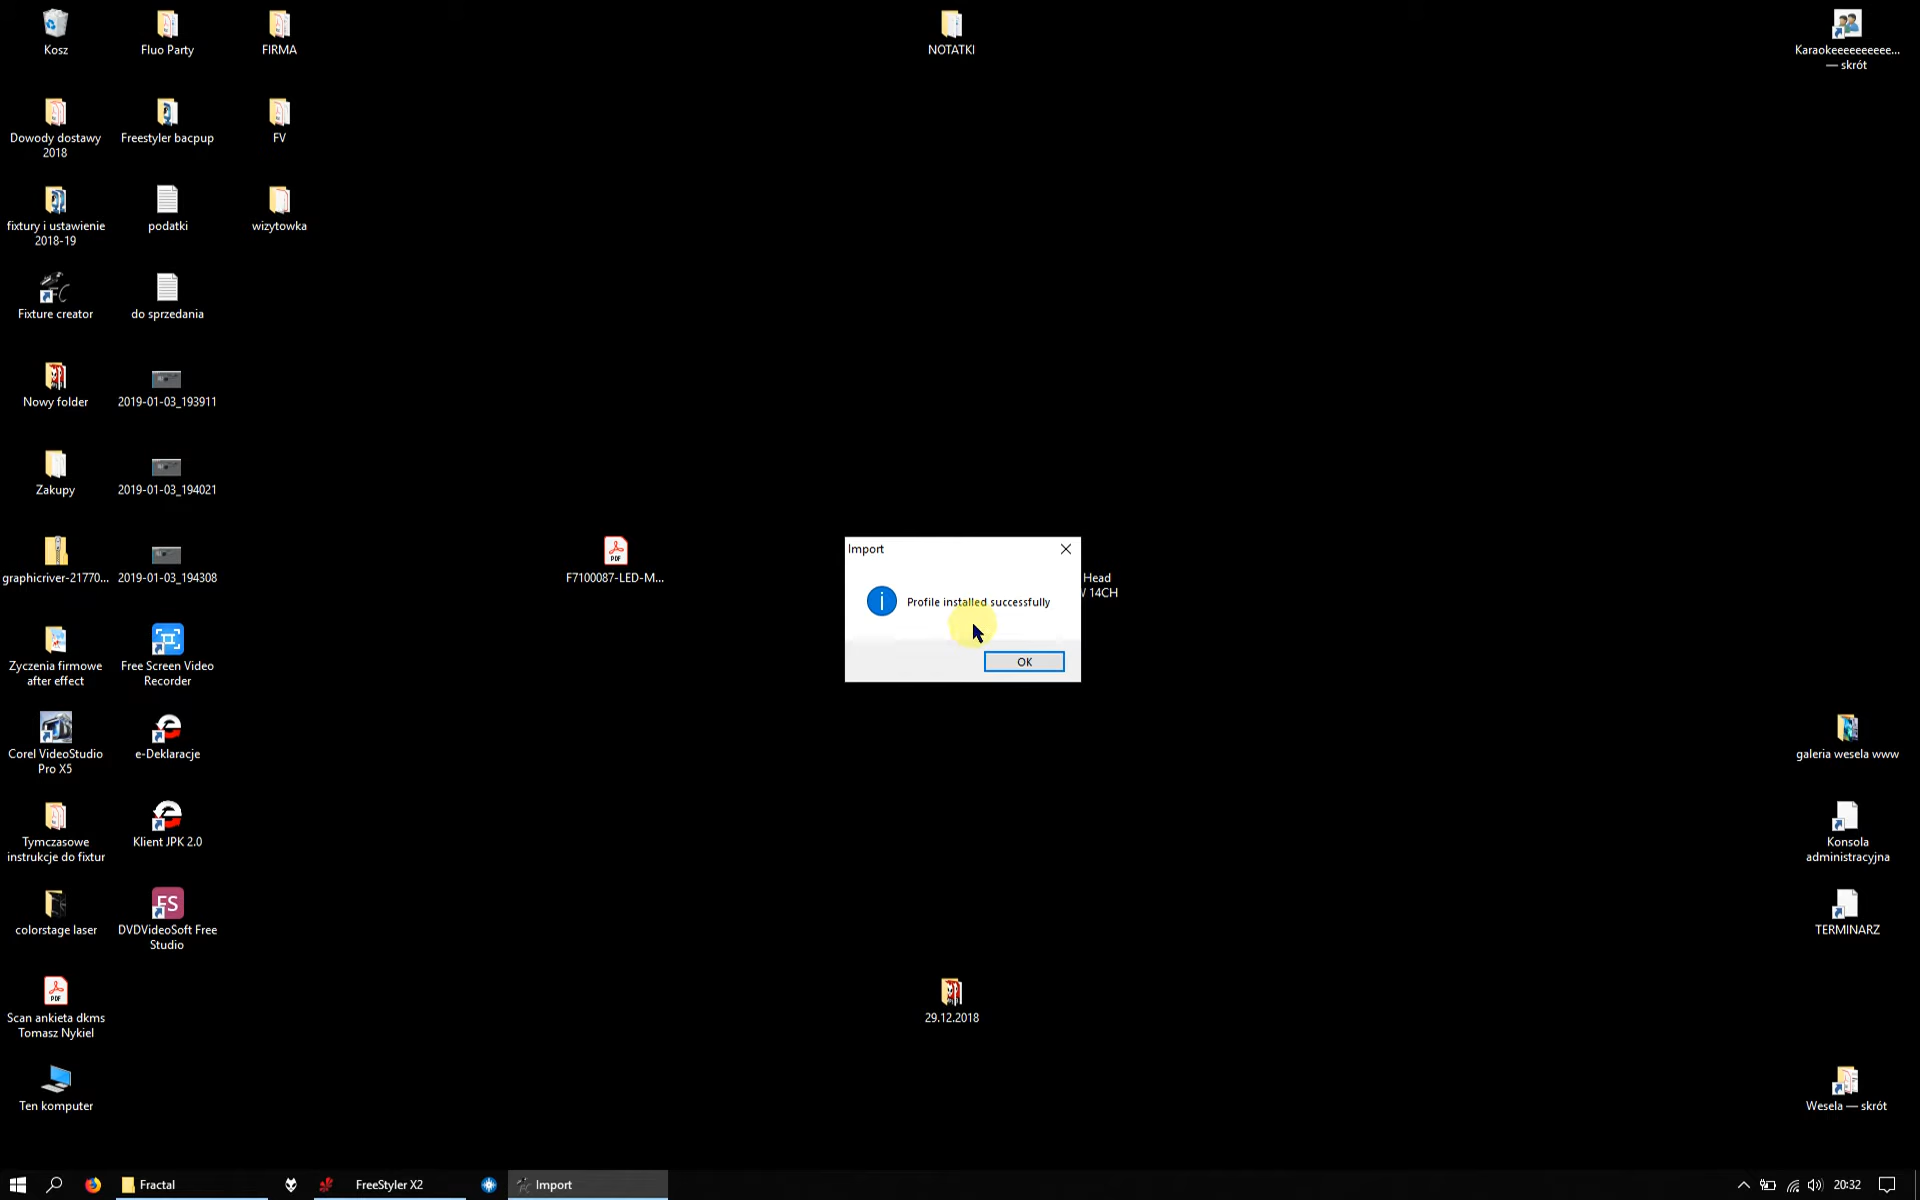 Kosz
Fluo Party
FIRMA
NOTATKI
Karaokeeeeeeeeee...
— skrót
Dowody dostawy
2018
Freestyler bacpup
FV
fixtury i ustawienie
2018-19
podatki
wizytowka
Fixture creator
do sprzedania
Nowy folder
2019-01-03_193911
Zakupy
2019-01-03_194021
graphicriver-21770...
2019-01-03_194308
F7100087-LED-M...
Import
Profile installed successfully
OK
Head
14CH
Zyczenia firmowe
after effect
Free Screen Video
Recorder
Corel VideoStudio
Pro X5
e-Deklaracje
galeria wesela www
Tymczasowe
instrukcje do fixtur
Klient JPK 2.0
Konsola
administracyjna
colorstage laser
FS
DVDVideoSoft Free
Studio
TERMINARZ
PDF
Scan ankieta dkms
Tomasz Nykiel
29.12.2018
Ten komputer
Wesela — skrót
Fractal
FreeStyler X2
Import
20:32